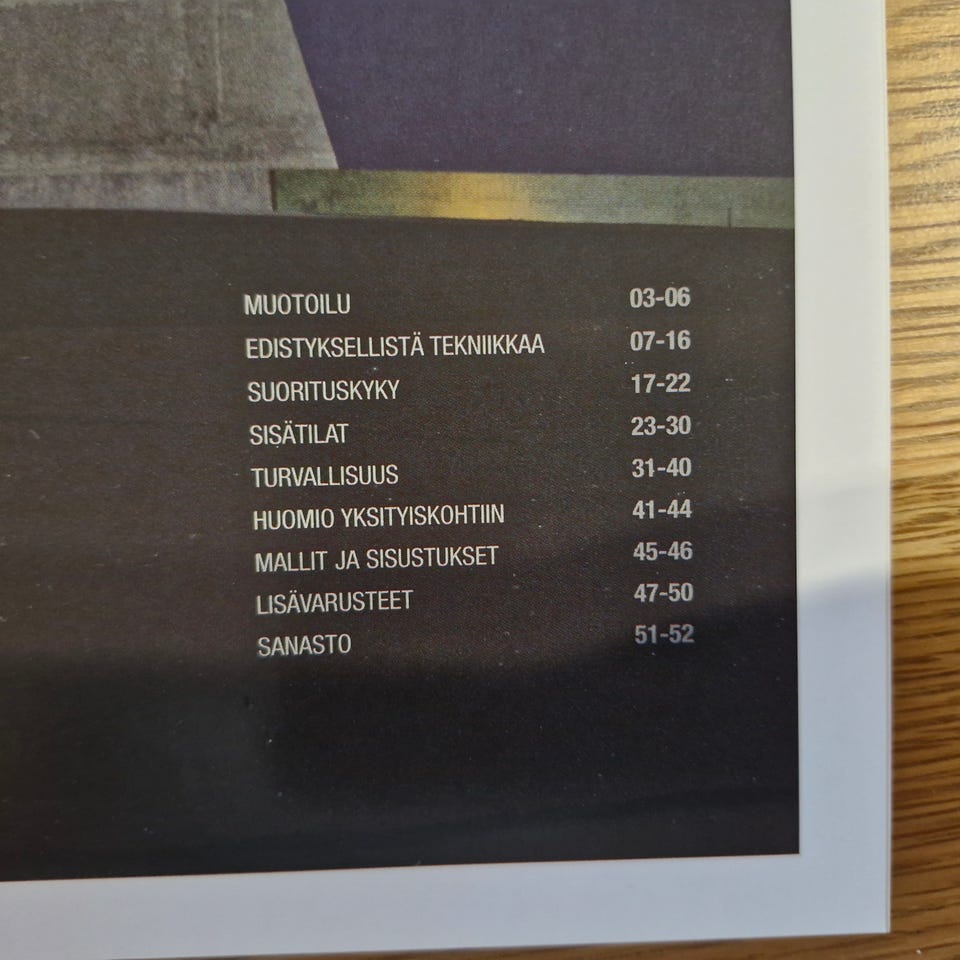 MUOTOILU 03-06
EDISTYKSELLISTÄ TEKNIIKKAA 07-16
SUORITUSKYKY 17-22
SISÄTILAT 23-30
TURVALLISUUS 31-40
HUOMIO YKSITYISKOHTIIN 41-44
MALLIT JA SISUSTUKSET 45-46
LISÄVARUSTEET 47-50
SANASTO 51-52